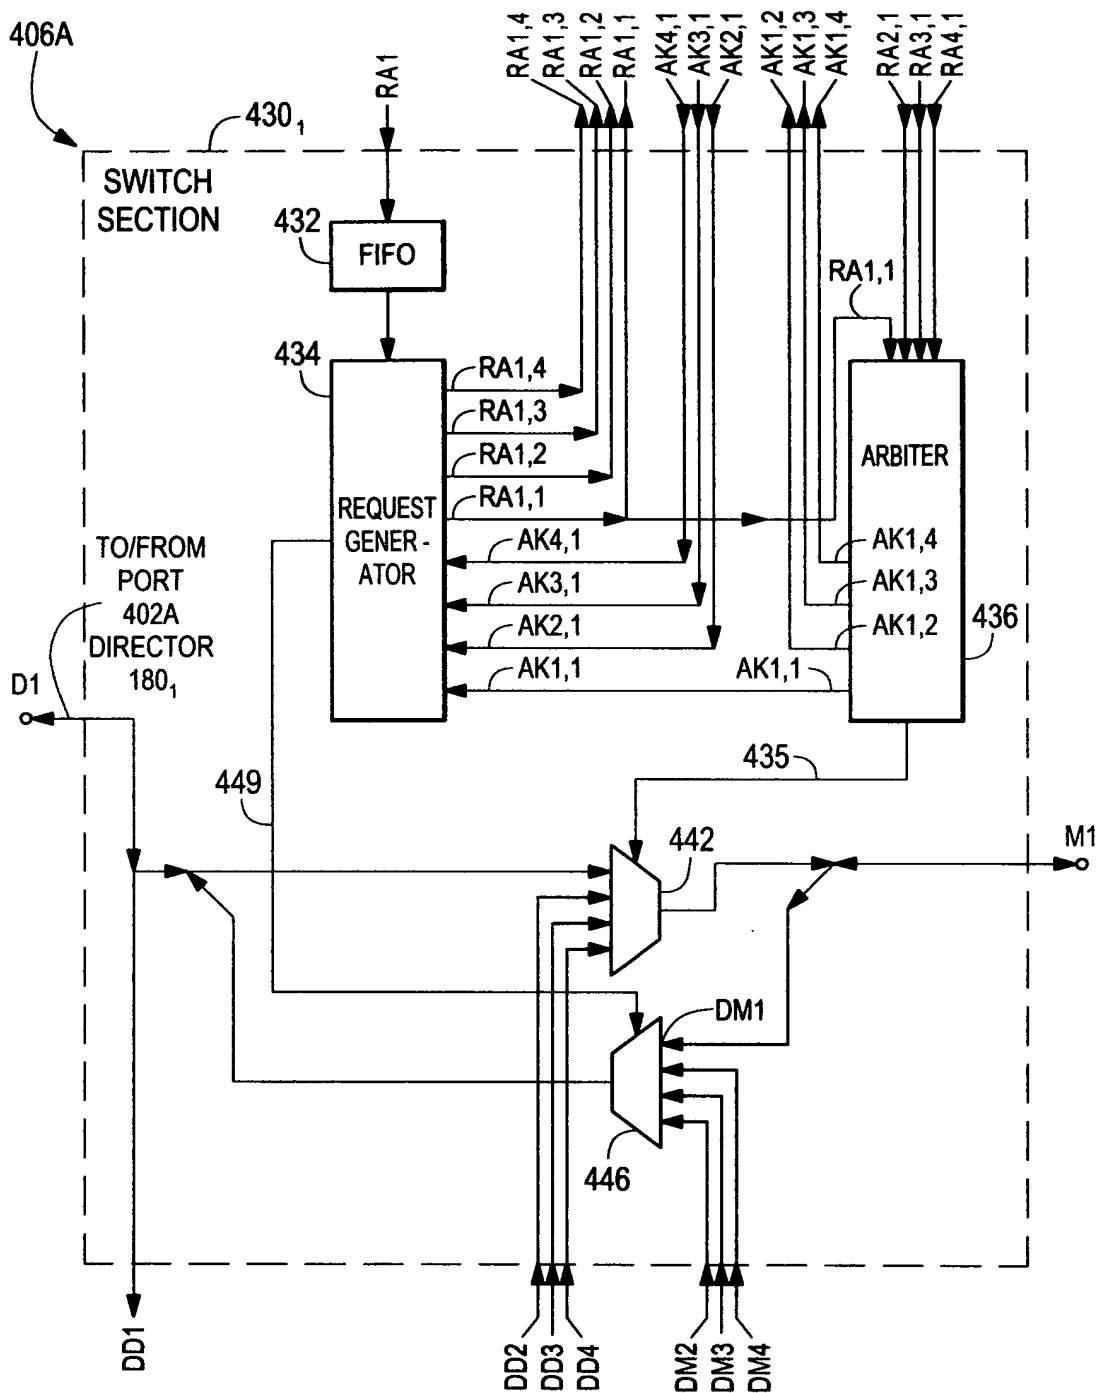 406A
430₁
RA1
RA1,4
RA1,3
RA1,2
RA1,1
AK4,1
AK3,1
AK2,1
AK1,2
AK1,3
AK1,4
RA2,1
RA3,1
RA4,1
SWITCH
SECTION
432
FIFO
RA1,1
434
REQUEST
GENER -
ATOR
RA1,4
RA1,3
RA1,2
RA1,1
AK4,1
AK3,1
AK2,1
AK1,1
ARBITER
AK1,4
AK1,3
AK1,2
AK1,1
436
TO/FROM
PORT
402A
DIRECTOR
180₁
D1
449
435
442
M1
DM1
446
DD1
DD2
DD3
DD4
DM2
DM3
DM4